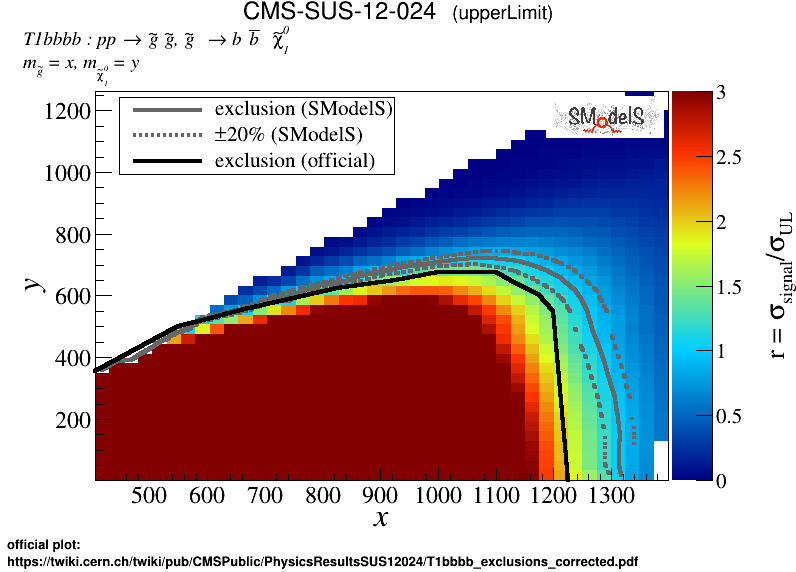 CMS-SUS-12-024 (upperLimit)
T1bbbb : pp → g̃ g̃, g̃ → b b̅ χ̃₁⁰
m_g̃ = x, m_χ̃₁⁰ = y
exclusion (SModelS)
±20% (SModelS)
exclusion (official)
SModelS
1200
1000
800
600
400
200
y
500 600 700 800 900 1000 1100 1200 1300
x
3
2.5
2
1.5
1
0.5
0
r = σ_signal/σ_UL
official plot:
https://twiki.cern.ch/twiki/pub/CMSPublic/PhysicsResultsSUS12024/T1bbbb_exclusions_corrected.pdf